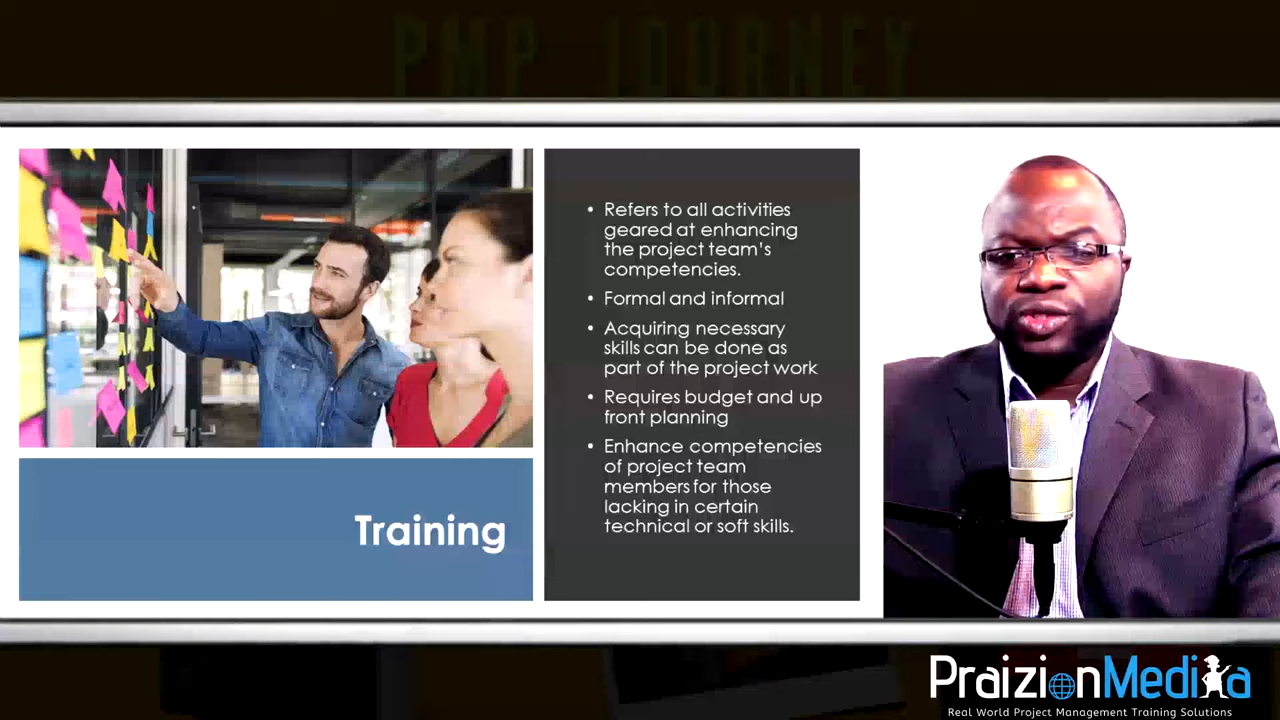 PMP JOURNEY
• Refers to all activities
geared at enhancing
the project team's
competencies.
• Formal and informal
• Acquiring necessary
skills can be done as
part of the project work
• Requires budget and up
front planning
• Enhance competencies
of project team
members for those
lacking in certain
technical or soft skills.
Training
PraizionMedia
Real World Project Management Training Solutions